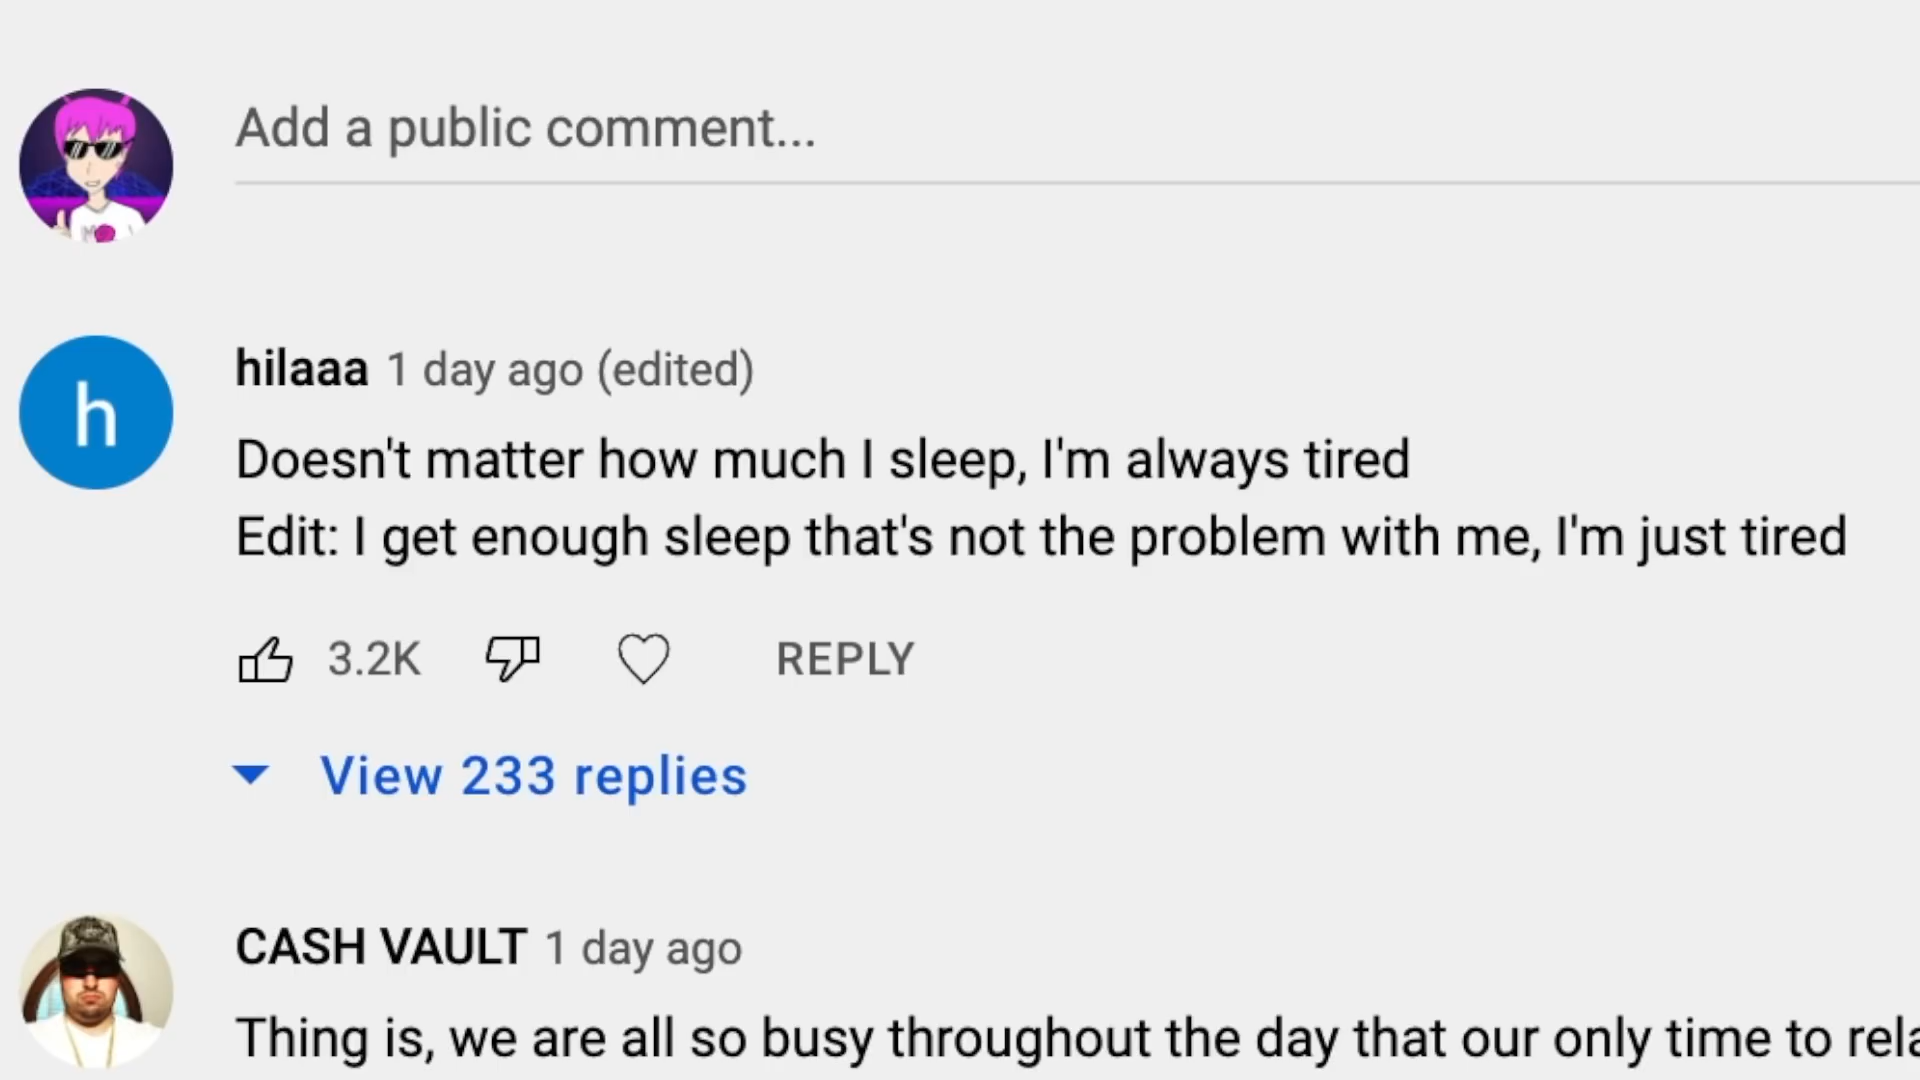 Add a public comment...
hilaaa 1 day ago (edited)
h
Doesn't matter how much I sleep, I'm always tired
Edit: I get enough sleep that's not the problem with me, I'm just tired
3.2K REPLY
View 233 replies
CASH VAULT 1 day ago
Thing is, we are all so busy throughout the day that our only time to rela